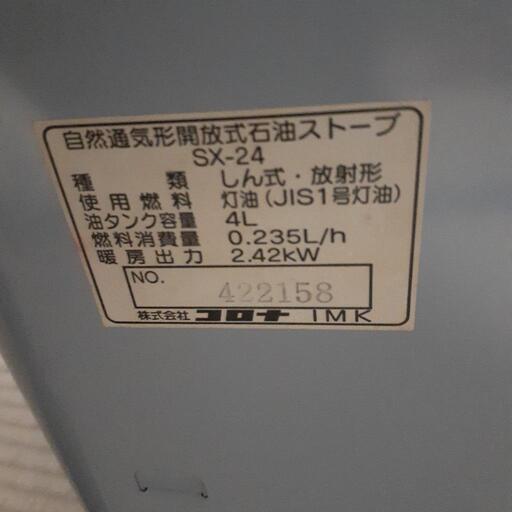 自然通気形開放式石油ストーブ
SX-24
種類 しん式・放射形
使用燃料 灯油(JIS1号灯油)
油タンク容量 4L
燃料消費量 0.235L/h
暖房出力 2.42kW
NO. 422158
株式会社 コロナ IMK